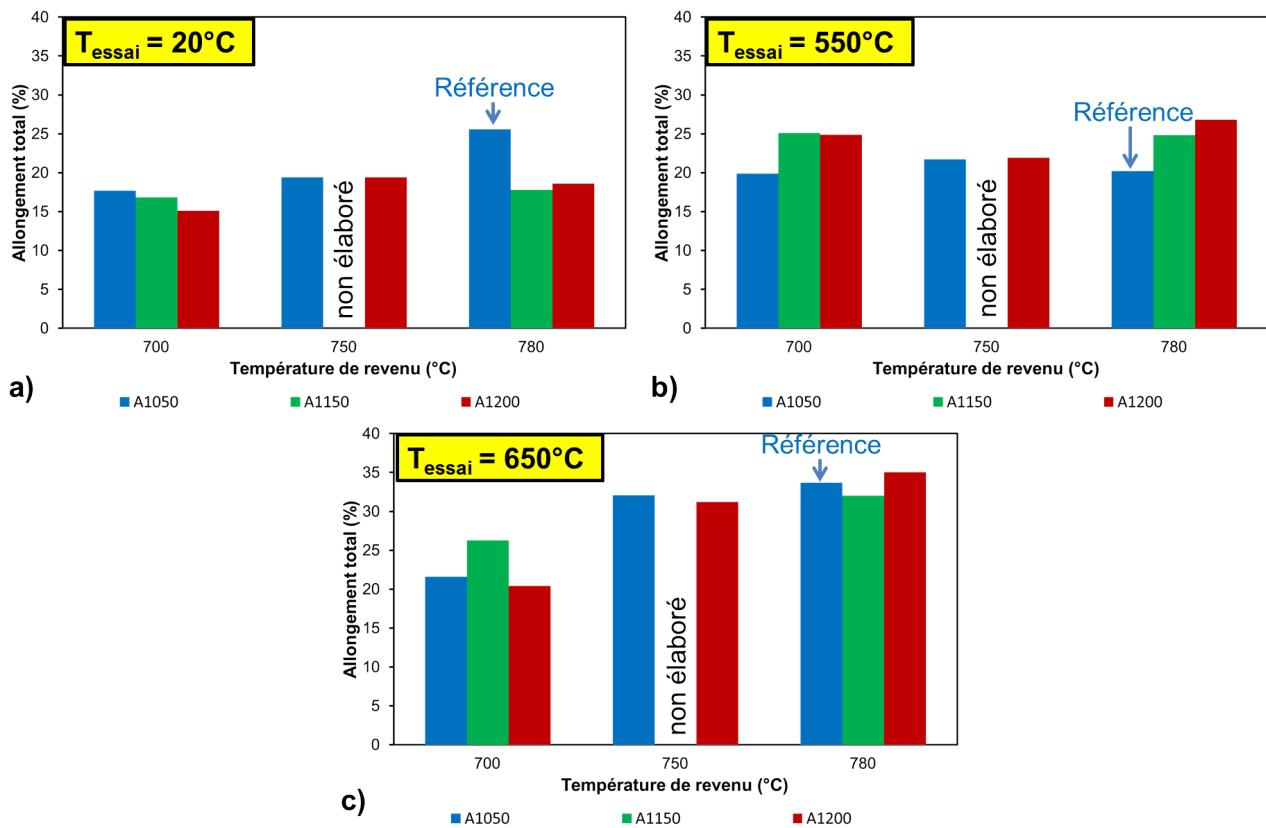 T_essai = 20°C
Référence
Allongement total (%)
40
35
30
25
20
15
10
5
0
non élaboré
700
750
780
Température de revenu (°C)
a)
A1050
A1150
A1200
T_essai = 550°C
Référence
Allongement total (%)
40
35
30
25
20
15
10
5
0
non élaboré
700
750
780
Température de revenu (°C)
b)
A1050
A1150
A1200
T_essai = 650°C
Référence
Allongement total (%)
40
35
30
25
20
15
10
5
0
non élaboré
700
750
780
Température de revenu (°C)
c)
A1050
A1150
A1200